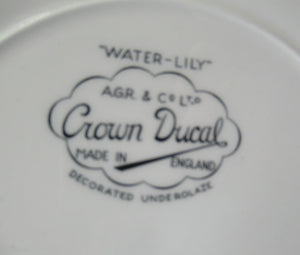 "WATER-LILY"
A.G.R. & Co LTD
Crown Ducal
MADE IN ENGLAND
DECORATED UNDERGLAZE